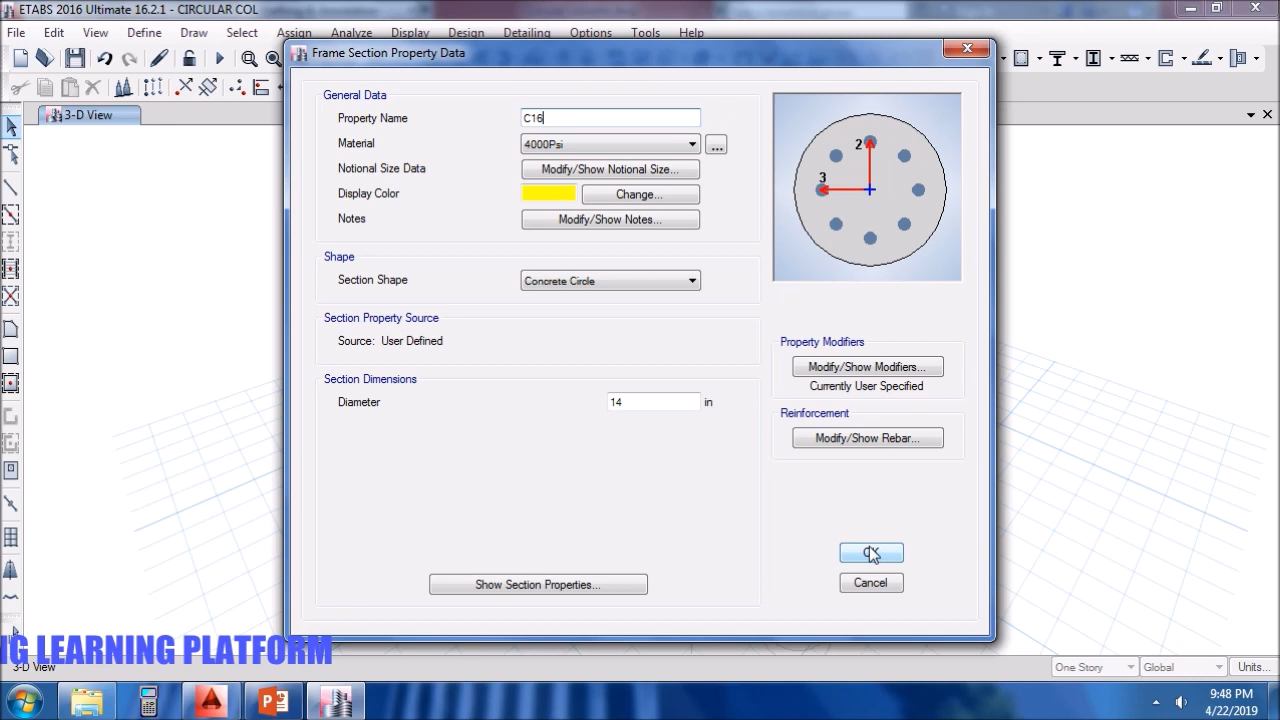 ETABS 2016 Ultimate 16.2.1 - CIRCULAR COL
File Edit View Define Draw Select Assign Analyze Display Design Detailing Options Tools Help
Frame Section Property Data
3-D View
General Data
Property Name C16
Material 4000Psi ...
Notional Size Data Modify/Show Notional Size...
Display Color Change...
Notes Modify/Show Notes...
2
3
Shape
Section Shape Concrete Circle
Section Property Source
Source: User Defined
Property Modifiers
Modify/Show Modifiers...
Currently User Specified
Section Dimensions
Diameter 14 in
Reinforcement
Modify/Show Rebar...
OK
Show Section Properties...
Cancel
NG LEARNING PLATFORM
3-D View One Story Global Units...
9:48 PM
4/22/2019